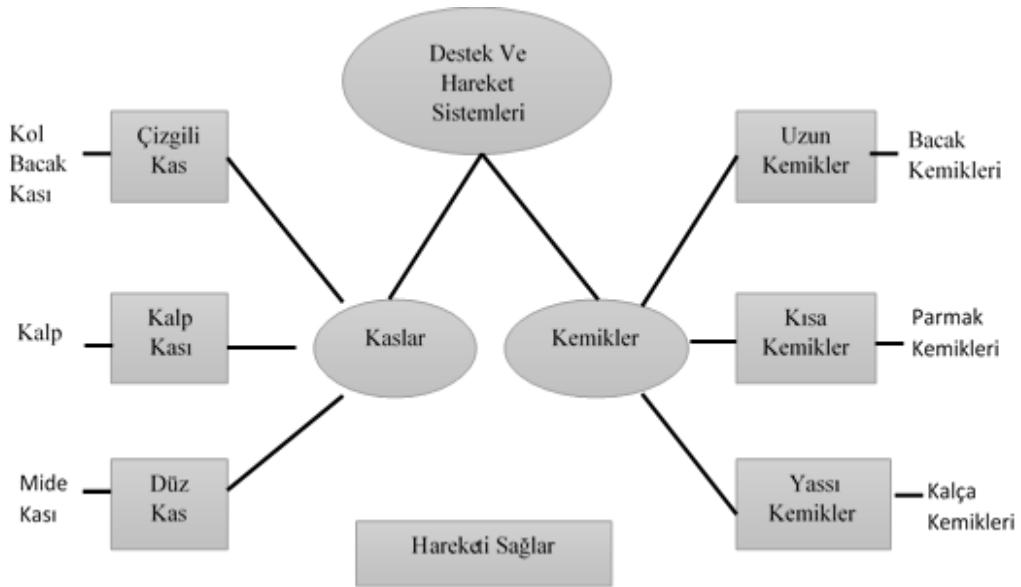 Destek Ve
Hareket
Sistemleri
Kol
Bacak
Kası
Çizgili
Kas
Uzun
Kemikler
Bacak
Kemikleri
Kalp
Kalp
Kası
Kaslar
Kemikler
Kısa
Kemikler
Parmak
Kemikleri
Mide
Kası
Düz
Kas
Yassı
Kemikler
Kalça
Kemikleri
Hareketi Sağlar